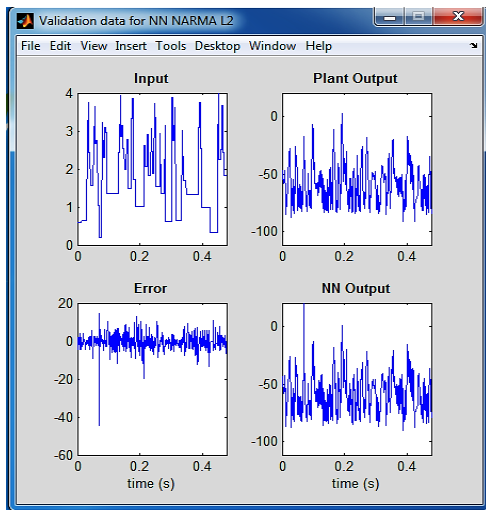 Validation data for NN NARMA L2
File Edit View Insert Tools Desktop Window Help
Input
4
3
2
1
0
0 0.2 0.4
Plant Output
0
-50
-100
0 0.2 0.4
Error
20
0
-20
-40
-60
0 0.2 0.4
time (s)
NN Output
0
-50
-100
0 0.2 0.4
time (s)